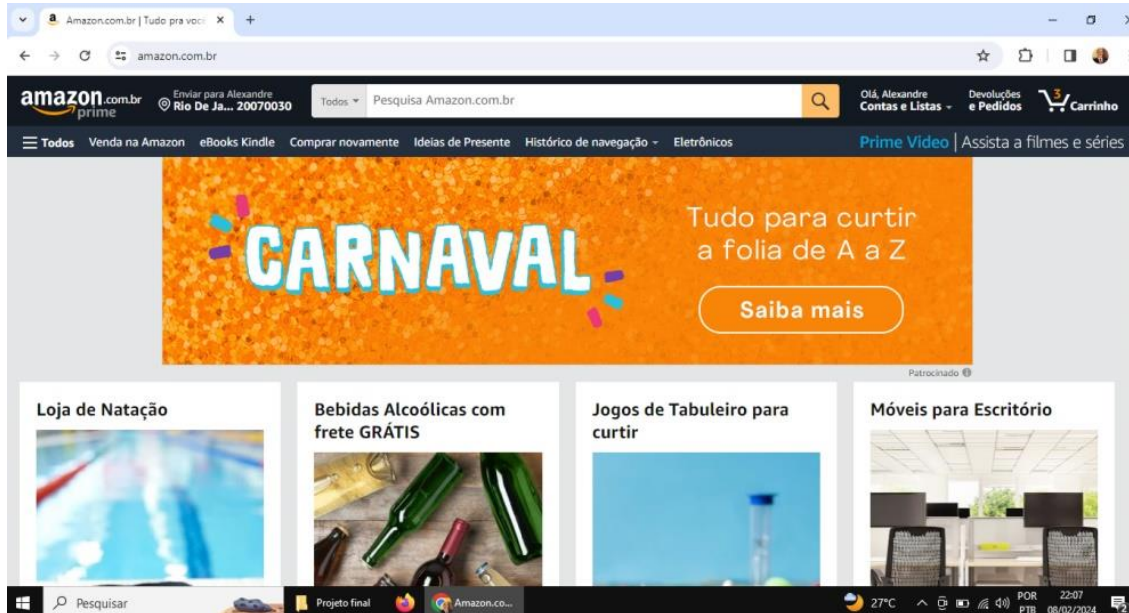 Amazon.com.br | Tudo pra voc
amazon.com.br
amazon.com.br
prime
Enviar para Alexandre
Rio De Ja... 20070030
Todos
Pesquisa Amazon.com.br
Olá, Alexandre
Contas e Listas
Devoluções
e Pedidos
3
Carrinho
Todos
Venda na Amazon
eBooks Kindle
Comprar novamente
Ideias de Presente
Histórico de navegação
Eletrônicos
Prime Video | Assista a filmes e séries
CARNAVAL
Tudo para curtir
a folia de A a Z
Saiba mais
Patrocinado
Loja de Natação
Bebidas Alcoólicas com
frete GRÁTIS
Jogos de Tabuleiro para
curtir
Móveis para Escritório
Pesquisar
Projeto final
Amazon.co...
27°C
POR
PTB
22:07
08/02/2024
2